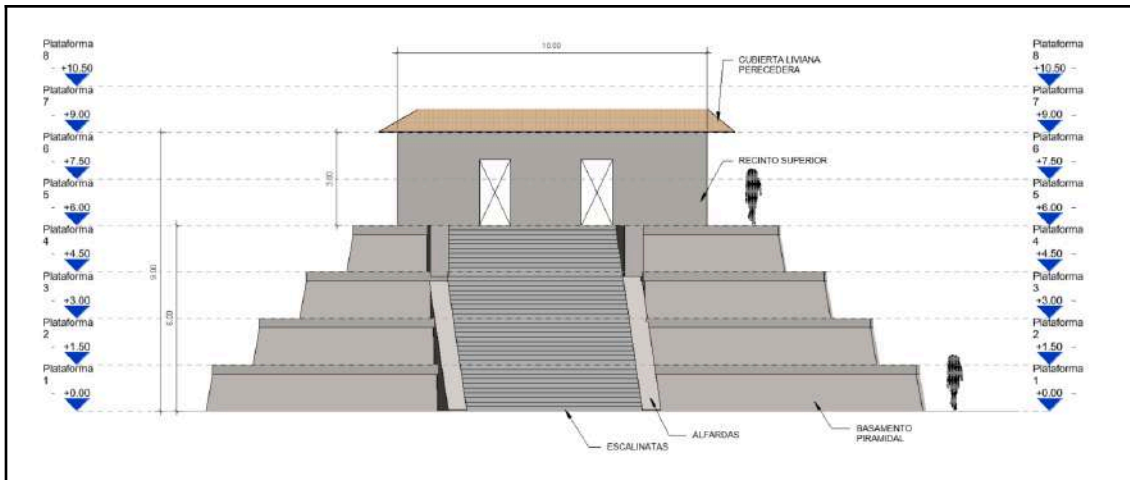 Plataforma
8
- +10.50
Plataforma
7
- +9.00
Plataforma
6
- +7.50
Plataforma
5
- +6.00
Plataforma
4
- +4.50
Plataforma
3
- +3.00
Plataforma
2
- +1.50
Plataforma
1
- +0.00
10.00
CUBIERTA LIVIANA
PERECEDERA
RECINTO SUPERIOR
3.00
9.00
6.00
ALFARDAS
ESCALINATAS
BASAMENTO
PIRAMIDAL
Plataforma
8
+10.50 -
Plataforma
7
+9.00 -
Plataforma
6
+7.50 -
Plataforma
5
+6.00 -
Plataforma
4
+4.50 -
Plataforma
3
+3.00 -
Plataforma
2
+1.50 -
Plataforma
1
+0.00 -